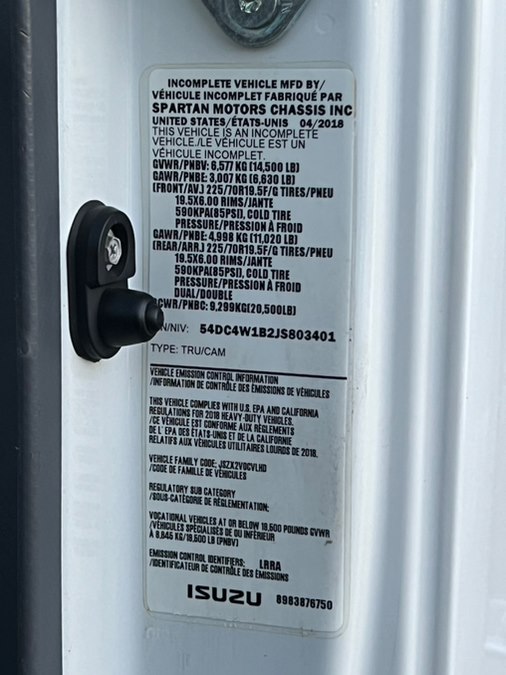 INCOMPLETE VEHICLE MFD BY/
VÉHICULE INCOMPLET FABRIQUÉ PAR
SPARTAN MOTORS CHASSIS INC
UNITED STATES/ÉTATS-UNIS 04/2018
THIS VEHICLE IS AN INCOMPLETE
VEHICLE./LE VÉHICULE EST UN
VÉHICULE INCOMPLET.
GVWR/PNBV: 6,577 KG (14,500 LB)
GAWR/PNBE: 3,007 KG (6,630 LB)
(FRONT/AV.) 225/70R19.5F/G TIRES/PNEU
19.5X6.00 RIMS/JANTE
590KPA(85PSI), COLD TIRE
PRESSURE/PRESSION À FROID
GAWR/PNBE: 4,998 KG (11,020 LB)
(REAR/ARR.) 225/70R19.5F/G TIRES/PNEU
19.5X6.00 RIMS/JANTE
590KPA(85PSI), COLD TIRE
PRESSURE/PRESSION À FROID
DUAL/DOUBLE
CWR/PNBC: 9,299KG(20,500LB)
N/NIV: 54DC4W1B2JS803401
TYPE: TRU/CAM
VEHICLE EMISSION CONTROL INFORMATION
/INFORMATION DE CONTRÔLE DES ÉMISSIONS DE VÉHICULES
THIS VEHICLE COMPLIES WITH U.S. EPA AND CALIFORNIA
REGULATIONS FOR 2018 HEAVY-DUTY VEHICLES.
/CE VÉHICULE EST CONFORME AUX RÈGLEMENTS
DE L'EPA DES ÉTATS-UNIS ET DE LA CALIFORNIE
RELATIFS AUX VÉHICULES UTILITAIRES LOURDS DE 2018.
VEHICLE FAMILY CODE: JSZX2VOCVLHD
/CODE DE FAMILLE DE VÉHICULES
REGULATORY SUB CATEGORY
/SOUS-CATÉGORIE DE RÉGLEMENTATION:
VOCATIONAL VEHICLES AT OR BELOW 19,500 POUNDS GVWR
/VÉHICULES SPÉCIALISÉS DE OU INFÉRIEUR
À 8,845 KG/19,500 LB (PNBV)
EMISSION CONTROL IDENTIFIERS: LRRA
/IDENTIFICATEUR DE CONTRÔLE DES ÉMISSIONS
ISUZU 8983876750